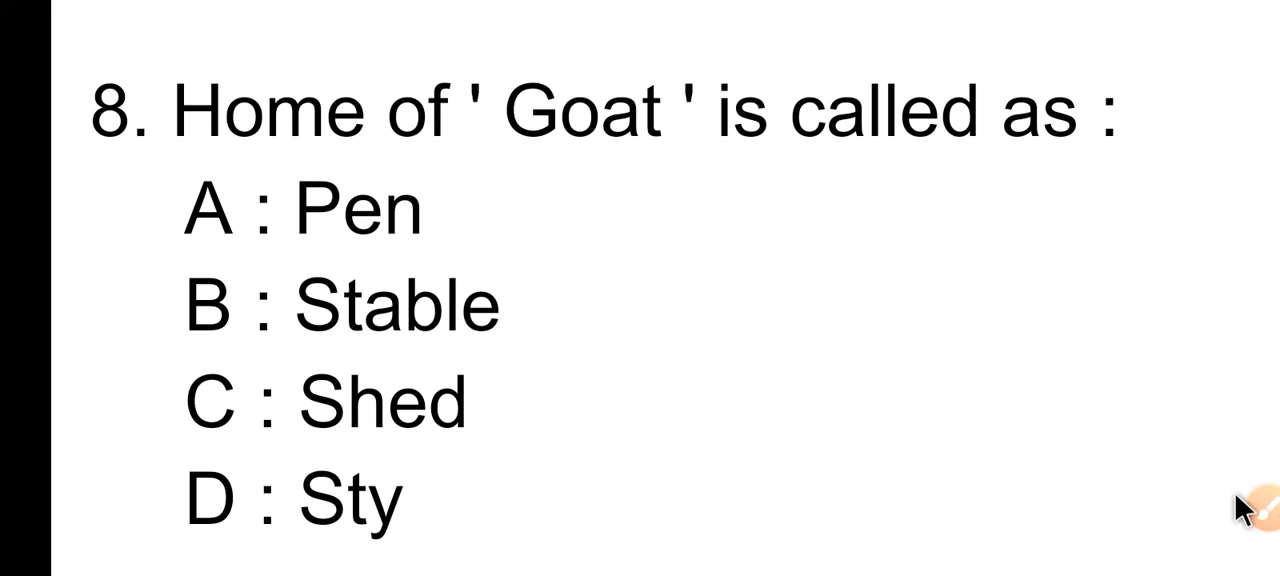 8. Home of ' Goat ' is called as :
A : Pen
B : Stable
C : Shed
D : Sty